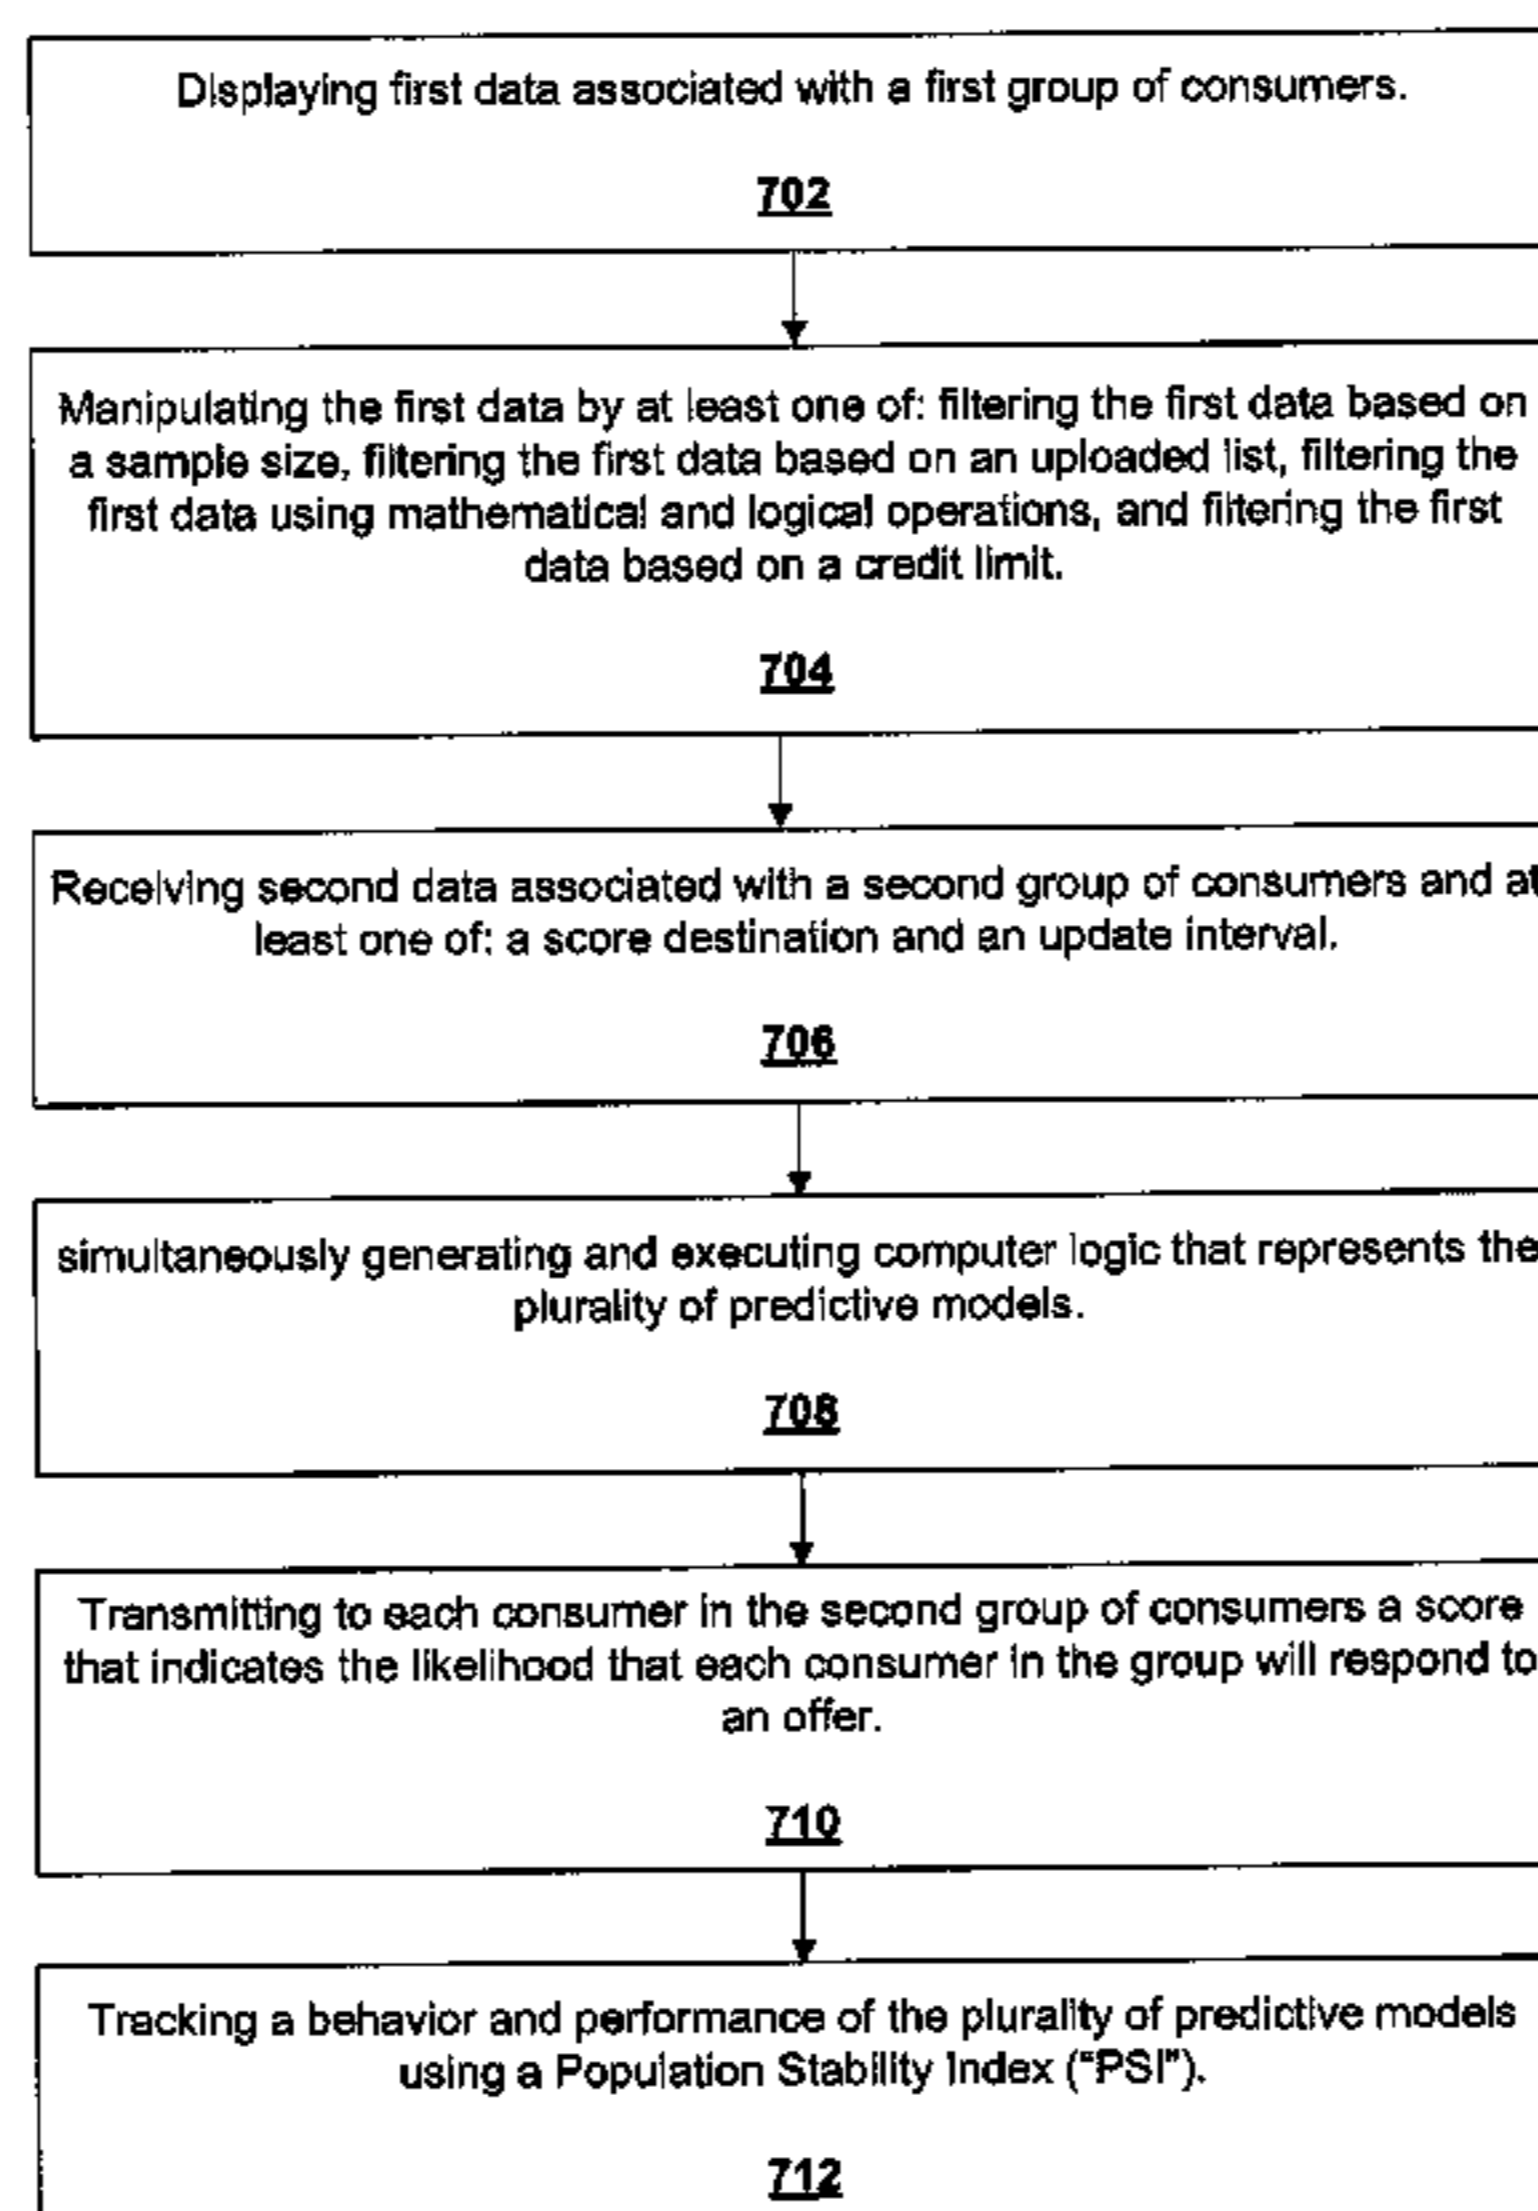 Displaying first data associated with a first group of consumers.
702
Manipulating the first data by at least one of: filtering the first data based on
a sample size, filtering the first data based on an uploaded list, filtering the
first data using mathematical and logical operations, and filtering the first
data based on a credit limit.
704
Receiving second data associated with a second group of consumers and at
least one of: a score destination and an update interval.
706
simultaneously generating and executing computer logic that represents the
plurality of predictive models.
708
Transmitting to each consumer in the second group of consumers a score
that indicates the likelihood that each consumer in the group will respond to
an offer.
710
Tracking a behavior and performance of the plurality of predictive models
using a Population Stability Index ("PSI").
712